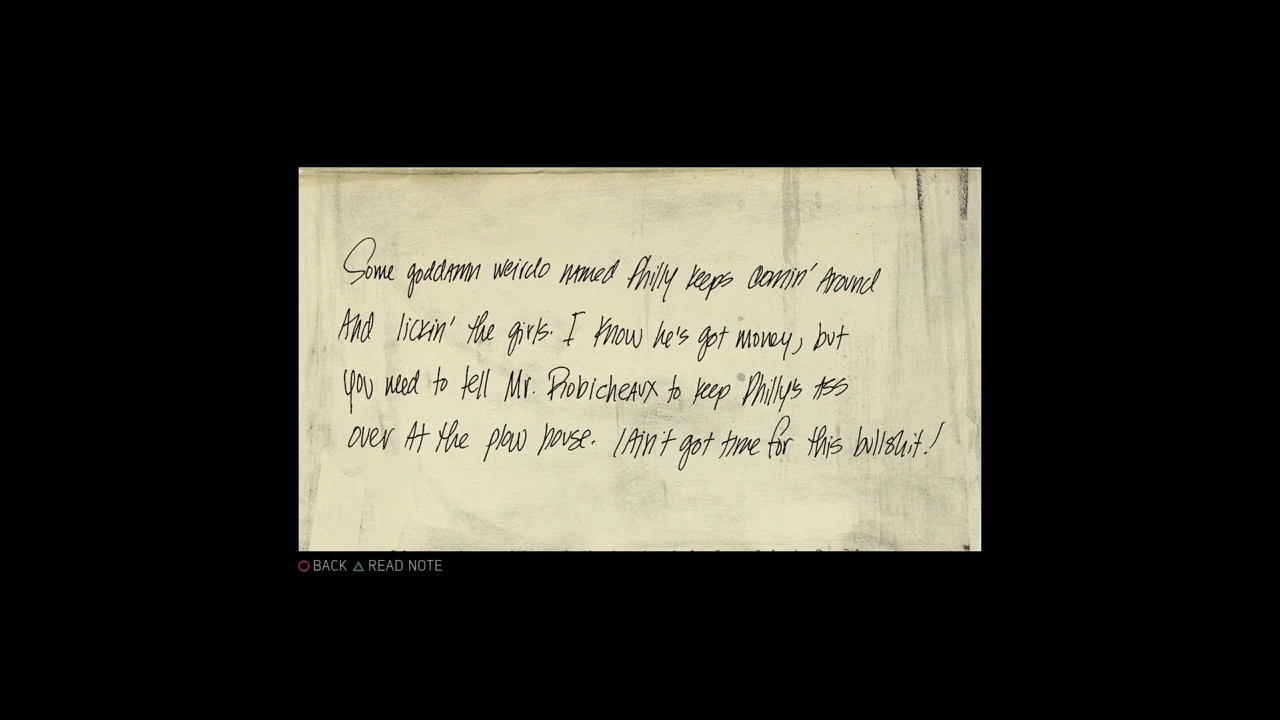 Some goddamn weirdo named Philly keeps comin' around
and lickin' the girls. I know he's got money, but
you need to tell Mr. Robicheaux to keep Philly's ass
over at the plow house. I ain't got time for this bullshit!
BACK READ NOTE